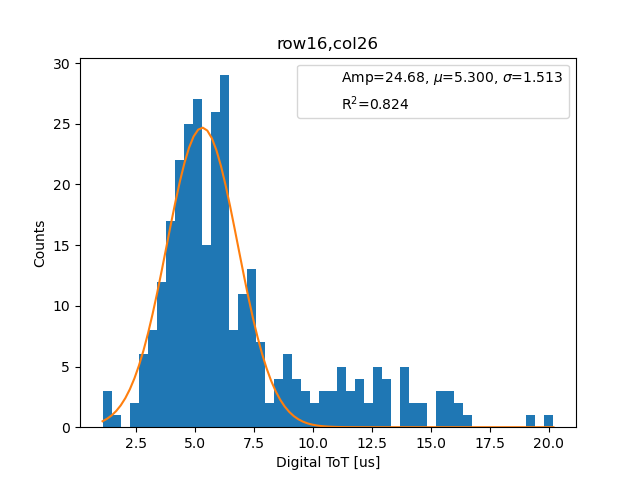 row16,col26
Amp=24.68, μ=5.300, σ=1.513
R²=0.824
Counts
30
25
20
15
10
5
0
2.5 5.0 7.5 10.0 12.5 15.0 17.5 20.0
Digital ToT [us]